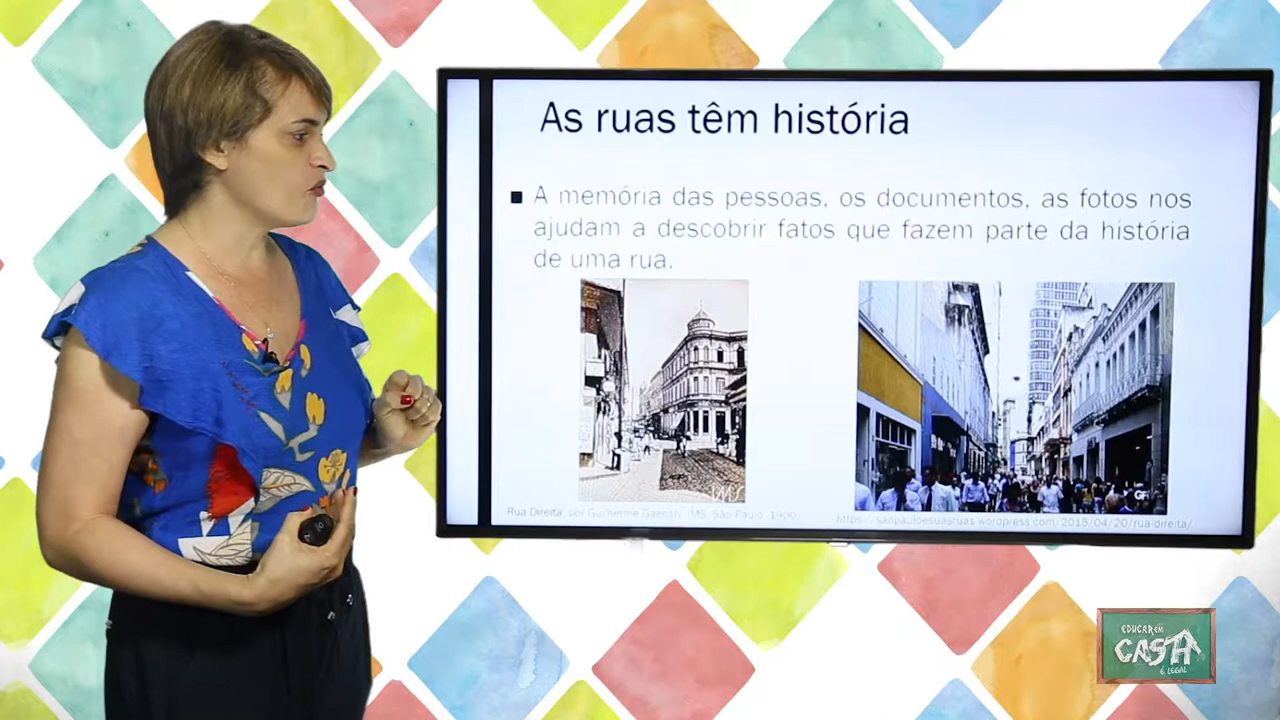 As ruas têm história
■ A memória das pessoas, os documentos, as fotos nos
ajudam a descobrir fatos que fazem parte da história
de uma rua.
IMS
Rua Direita, por Guilherme Gaensly. IMS. São Paulo. 1900.
https://saopauloesuasruas.wordpress.com/2015/04/20/rua-direita/
EDUCAR EM
CASA
É LEGAL